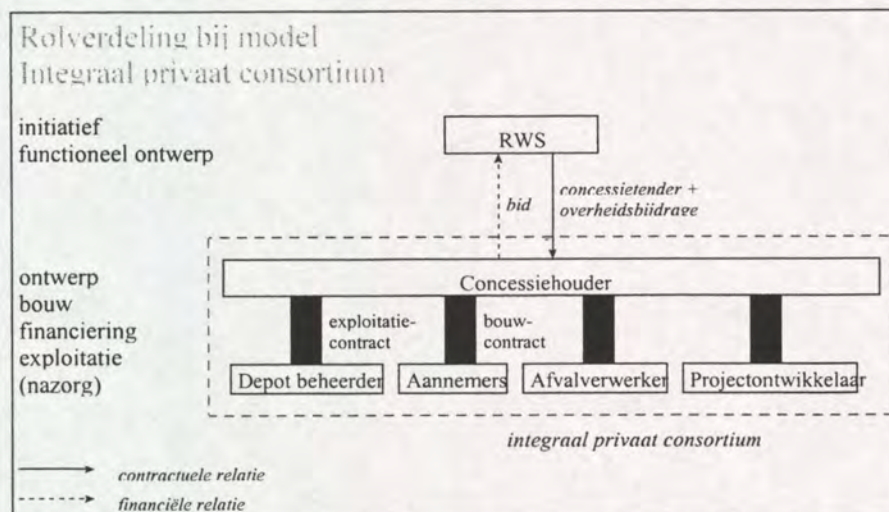 Rolverdeling bij model
Integraal privaat consortium
initiatief
functioneel ontwerp
RWS
bid
concessietender +
overheidsbijdrage
ontwerp
bouw
financiering
exploitatie
(nazorg)
Concessiehouder
exploitatie-
contract
bouw-
contract
Depot beheerder
Aannemers
Afvalverwerker
Projectontwikkelaar
integraal privaat consortium
contractuele relatie
financiële relatie